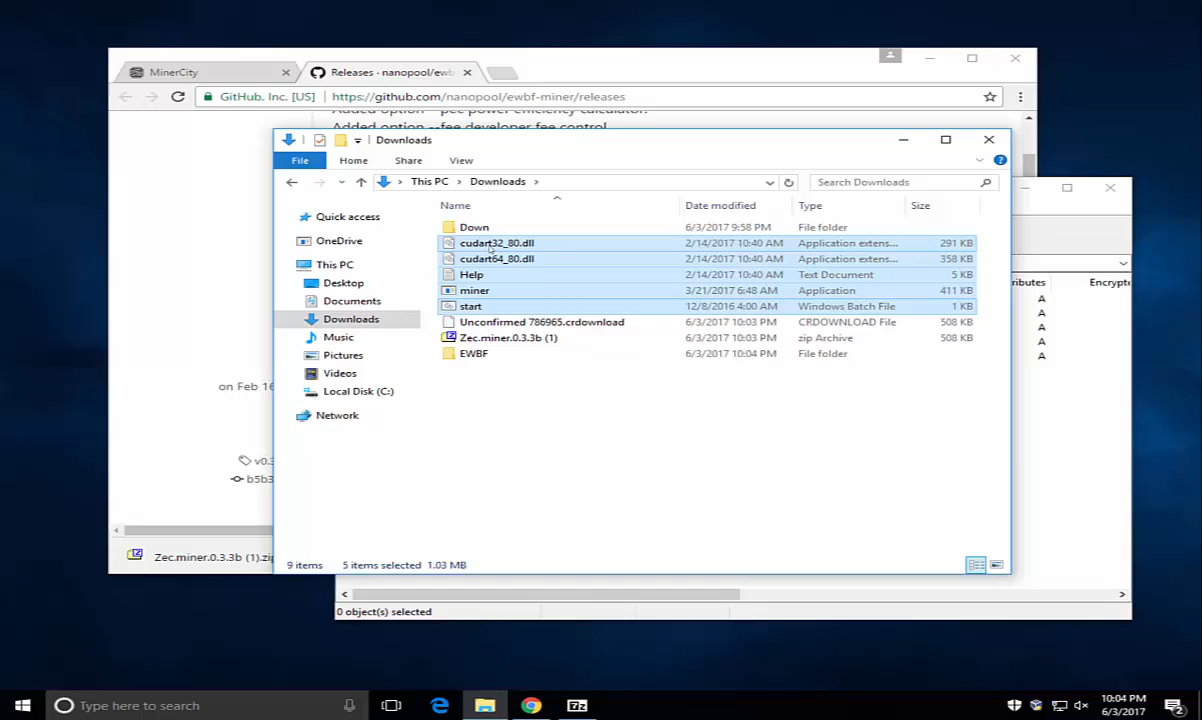 MinerCity
Releases · nanopool/ewb
GitHub, Inc. [US] https://github.com/nanopool/ewbf-miner/releases
Added option --fee developer fee control.
Downloads
File Home Share View
This PC > Downloads >
Search Downloads
Name Date modified Type Size
Quick access
OneDrive
This PC
Desktop
Documents
Downloads
Music
Pictures
Videos
Local Disk (C:)
Network
Down 6/3/2017 9:58 PM File folder
cudart32_80.dll 2/14/2017 10:40 AM Application extens... 291 KB
cudart64_80.dll 2/14/2017 10:40 AM Application extens... 358 KB
Help 2/14/2017 10:40 AM Text Document 5 KB
miner 3/21/2017 6:48 AM Application 411 KB
start 12/8/2016 4:00 AM Windows Batch File 1 KB
Unconfirmed 786965.crdownload 6/3/2017 10:03 PM CRDOWNLOAD File 508 KB
Zec.miner.0.3.3b (1) 6/3/2017 10:03 PM zip Archive 508 KB
EWBF 6/3/2017 10:04 PM File folder
9 items 5 items selected 1.03 MB
on Feb 16
v0.
b5b3
Zec.miner.0.3.3b (1).zip
ributes Encrypte
A
A
A
A
A
0 object(s) selected
Type here to search
7z
10:04 PM
6/3/2017
2